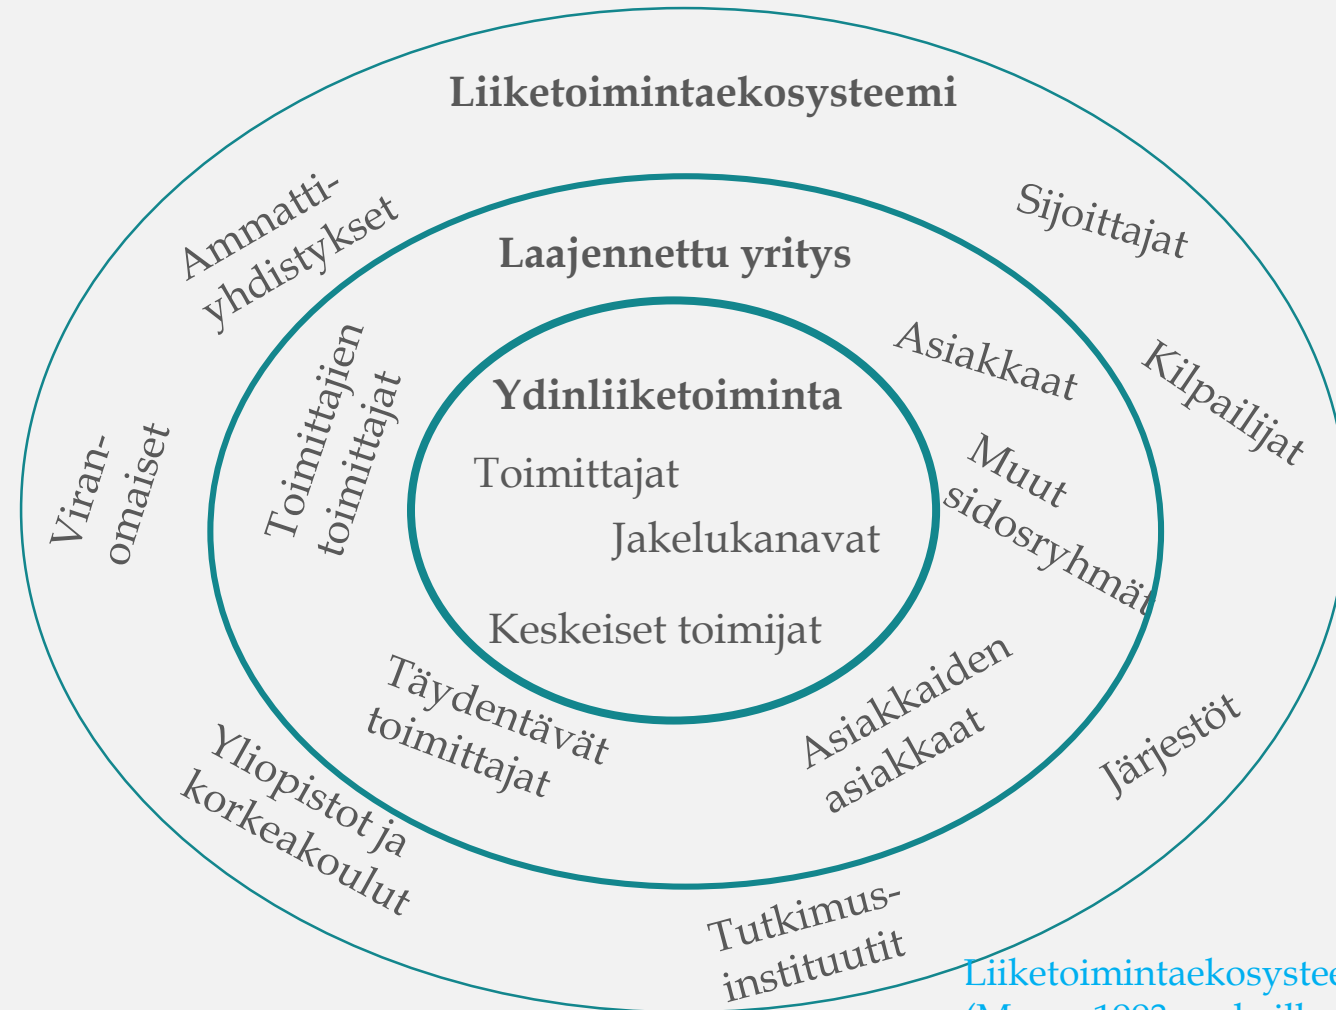 Liiketoimintaekosysteemi
Ammatti-
yhdistykset
Sijoittajat
Laajennettu yritys
Toimittajien
toimittajat
Asiakkaat
Kilpailijat
Ydinliiketoiminta
Toimittajat
Jakelukanavat
Keskeiset toimijat
Muut
sidosryhmät
Viran-
omaiset
Täydentävät
toimittajat
Asiakkaiden
asiakkaat
Järjestöt
Yliopistot ja
korkeakoulut
Tutkimus-
instituutit
Liiketoimintaekosystee